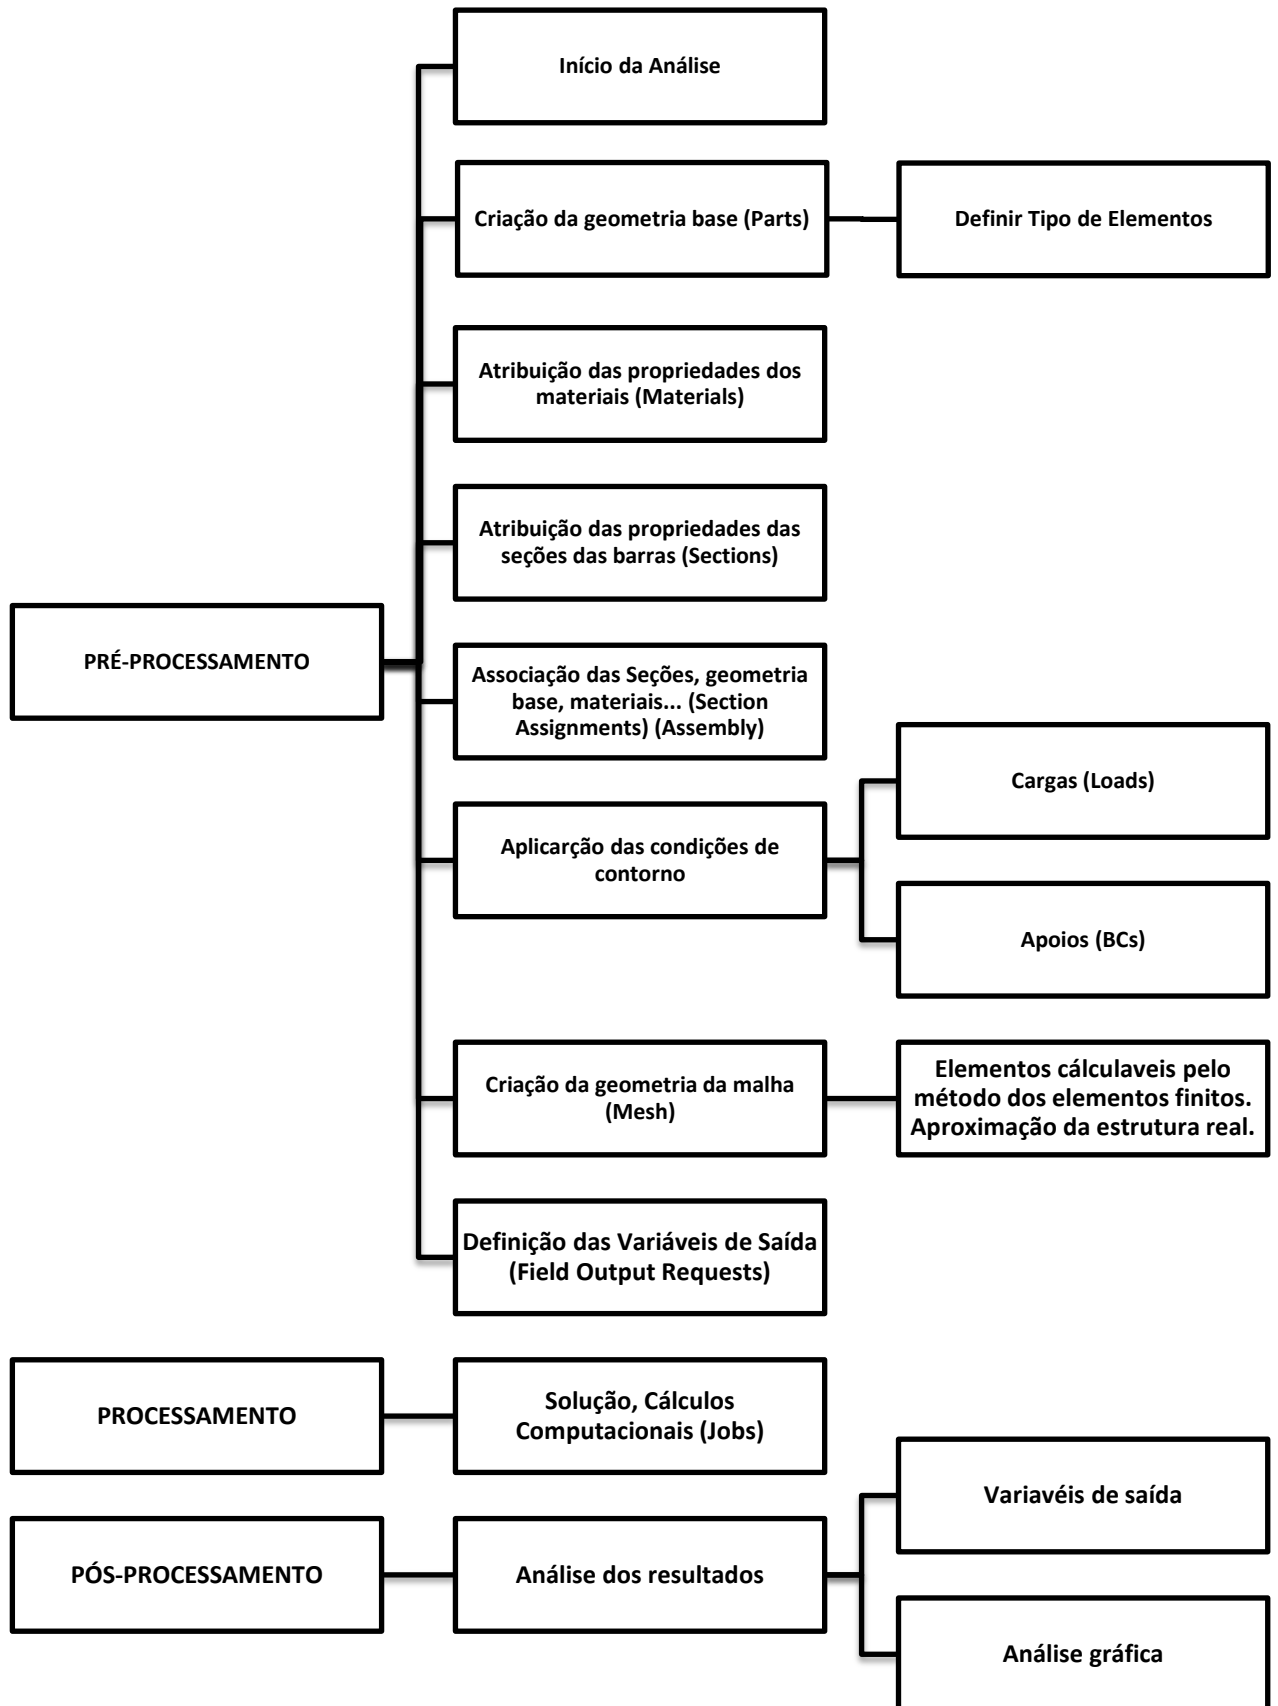 Início da Análise
Criação da geometria base (Parts)
Definir Tipo de Elementos
Atribuição das propriedades dos
materiais (Materials)
Atribuição das propriedades das
seções das barras (Sections)
PRÉ-PROCESSAMENTO
Associação das Seções, geometria
base, materiais... (Section
Assignments) (Assembly)
Aplicarção das condições de
contorno
Cargas (Loads)
Apoios (BCs)
Criação da geometria da malha
(Mesh)
Elementos cálculaveis pelo
método dos elementos finitos.
Aproximação da estrutura real.
Definição das Variáveis de Saída
(Field Output Requests)
PROCESSAMENTO
Solução, Cálculos
Computacionais (Jobs)
PÓS-PROCESSAMENTO
Análise dos resultados
Variavéis de saída
Análise gráfica